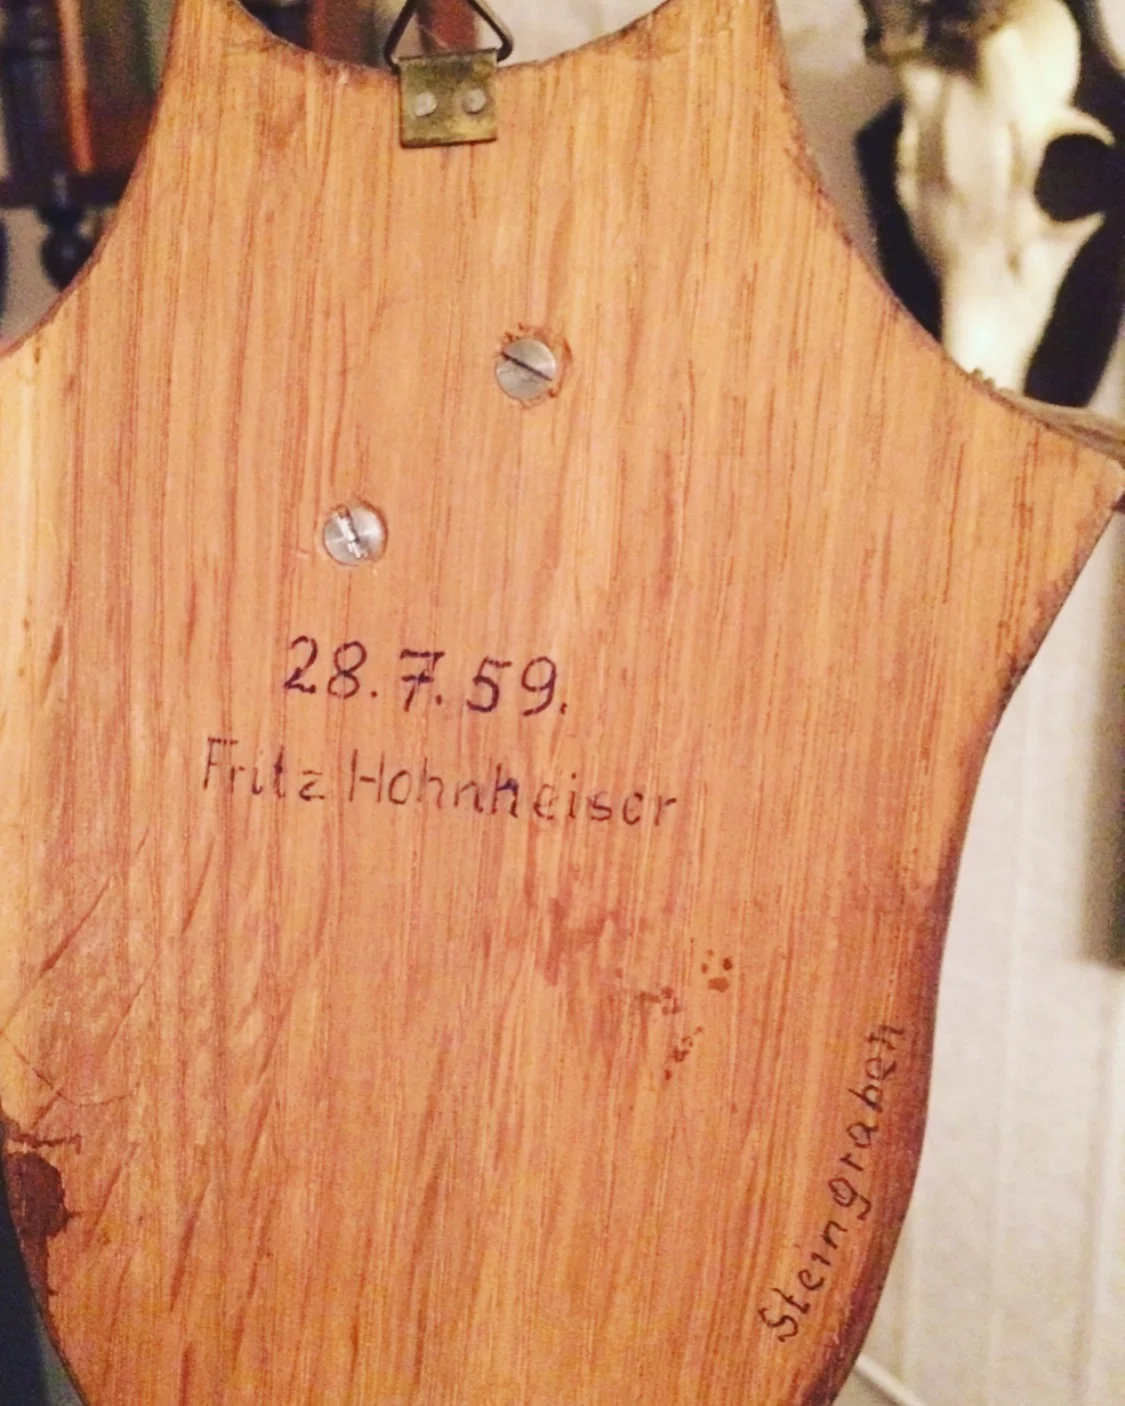 28.7.59.
Fritz Hohnheiser
Steingraben